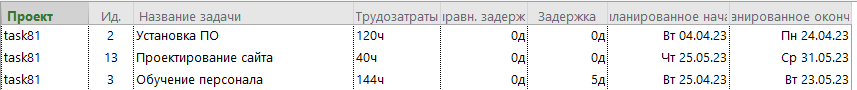 Проект Ид. Название задачи Трудозатраты равн. задерж Задержка планированное нача анированное оконч
task81 2 Установка ПО 120ч 0д 0д Вт 04.04.23 Пн 24.04.23
task81 13 Проектирование сайта 40ч 0д 0д Чт 25.05.23 Ср 31.05.23
task81 3 Обучение персонала 144ч 0д 5д Вт 25.04.23 Вт 23.05.23